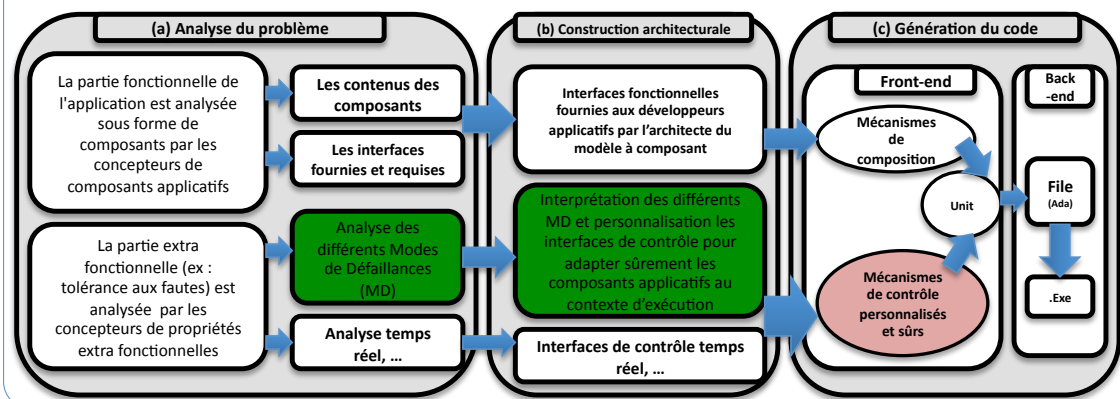 (a) Analyse du problème
La partie fonctionnelle de
l'application est analysée
sous forme de
composants par les
concepteurs de
composants applicatifs
Les contenus des
composants
Les interfaces
fournies et requises
La partie extra
fonctionnelle (ex :
tolérance aux fautes) est
analysée par les
concepteurs de propriétés
extra fonctionnelles
Analyse des
différents Modes
de Défaillances
(MD)
Analyse temps
réel, …
(b) Construction architecturale
Interfaces fonctionnelles
fournies aux développeurs
applicatifs par l’architecte du
modèle à composant
Interprétation des différents
MD et personnalisation les
interfaces de contrôle pour
adapter sûrement les
composants applicatifs au
contexte d’exécution
Interfaces de contrôle temps
réel, …
(c) Génération du code
Front-end
Mécanismes
de
composition
Unit
Mécanismes
de contrôle
personnalisés
et sûrs
Back
-end
File
(Ada)
.Exe